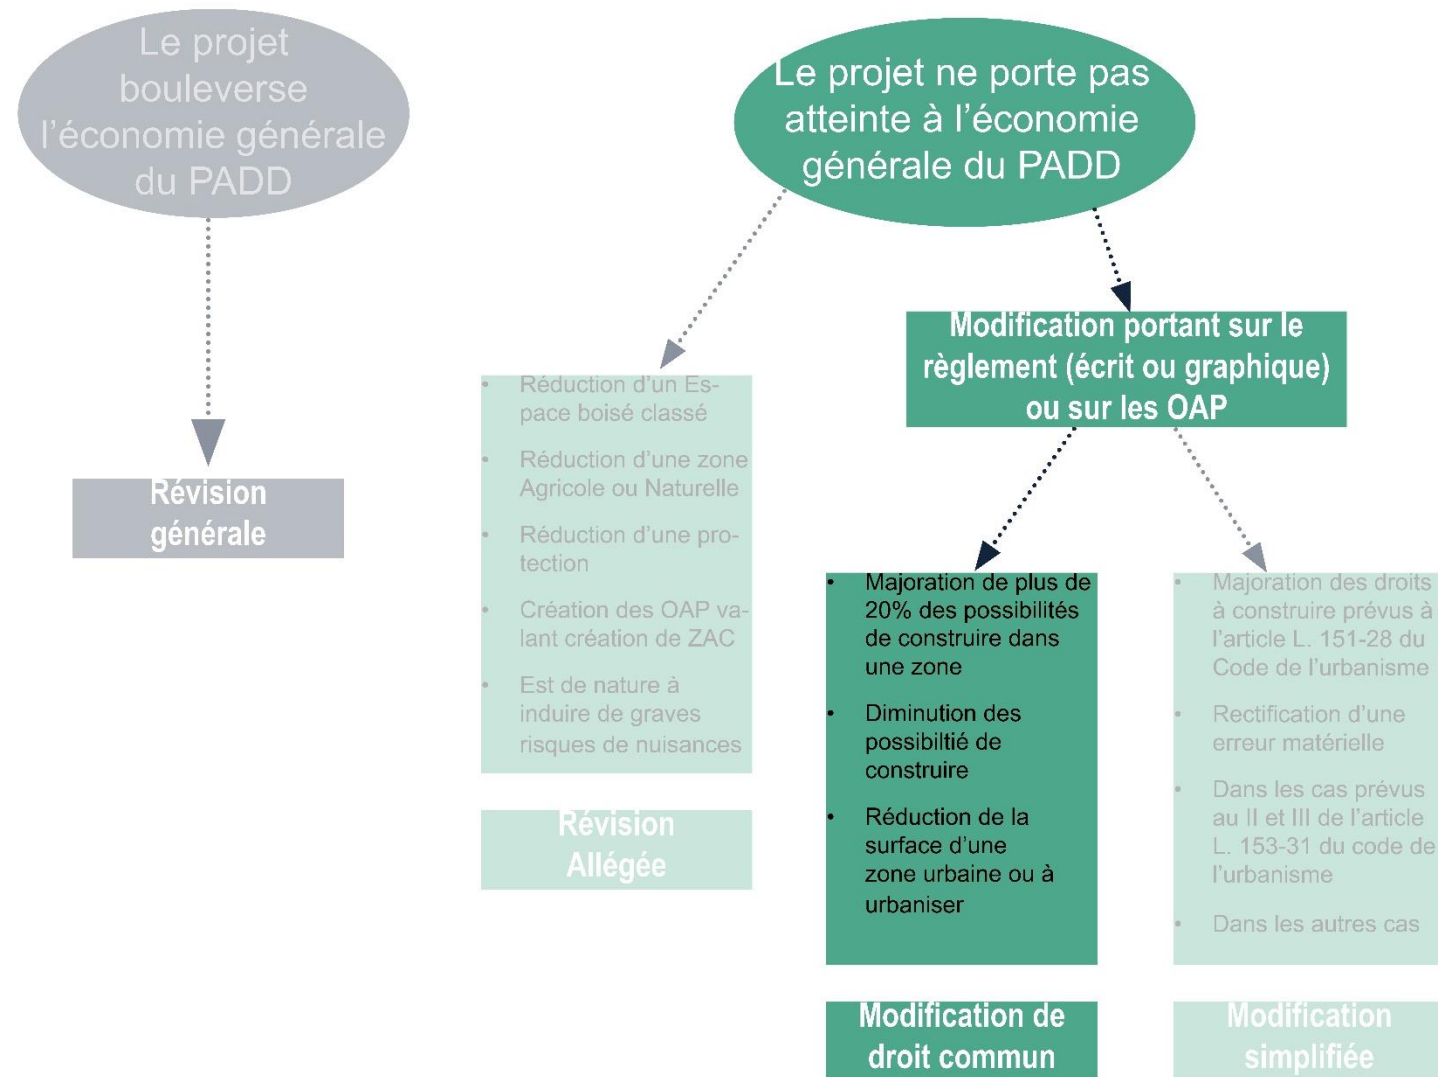 Le projet
bouleverse
l’économie générale
du PADD
Révision
générale
Le projet ne porte pas
atteinte à l’économie
générale du PADD
• Réduction d’un Es-
pace boisé classé
• Réduction d’une zone
Agricole ou Naturelle
• Réduction d’une pro-
tection
• Création des OAP va-
lant création de ZAC
• Est de nature à
induire de graves
risques de nuisances
Révision
Allégée
Modification portant sur le
règlement (écrit ou graphique)
ou sur les OAP
• Majoration de plus de
20% des possibilités
de construire dans
une zone
• Diminution des
possibiltié de
construire
• Réduction de la
surface d’une
zone urbaine ou à
urbaniser
Modification de
droit commun
• Majoration des droits
à construire prévus à
l’article L. 151-28 du
Code de l’urbanisme
• Rectification d’une
erreur matérielle
• Dans les cas prévus
au II et III de l’article
L. 153-31 du code de
l’urbanisme
• Dans les autres cas
Modification
simplifiée